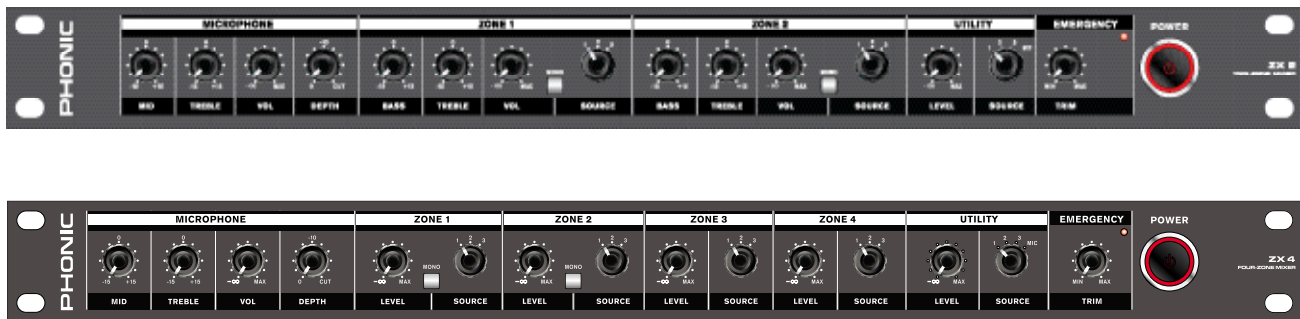 PHONIC
MICROPHONE ZONE 1 ZONE 2 UTILITY EMERGENCY
POWER
MONO MONO
MID TREBLE VOL DEPTH BASS TREBLE VOL SOURCE BASS TREBLE VOL SOURCE LEVEL SOURCE TRIM
PHONIC
MICROPHONE ZONE 1 ZONE 2 ZONE 3 ZONE 4 UTILITY EMERGENCY
POWER
0 0 -10 1 2 3 1 2 3 1 2 3 1 2 3 1 2 3 MIC
MONO MONO
ZX 4
FOUR-ZONE MIXER
-15 +15 -15 +15 -∞ MAX 0 CUT -∞ MAX -∞ MAX -∞ MAX -∞ MAX -∞ MAX MIN MAX
MID TREBLE VOL DEPTH LEVEL SOURCE LEVEL SOURCE LEVEL SOURCE LEVEL SOURCE LEVEL SOURCE TRIM